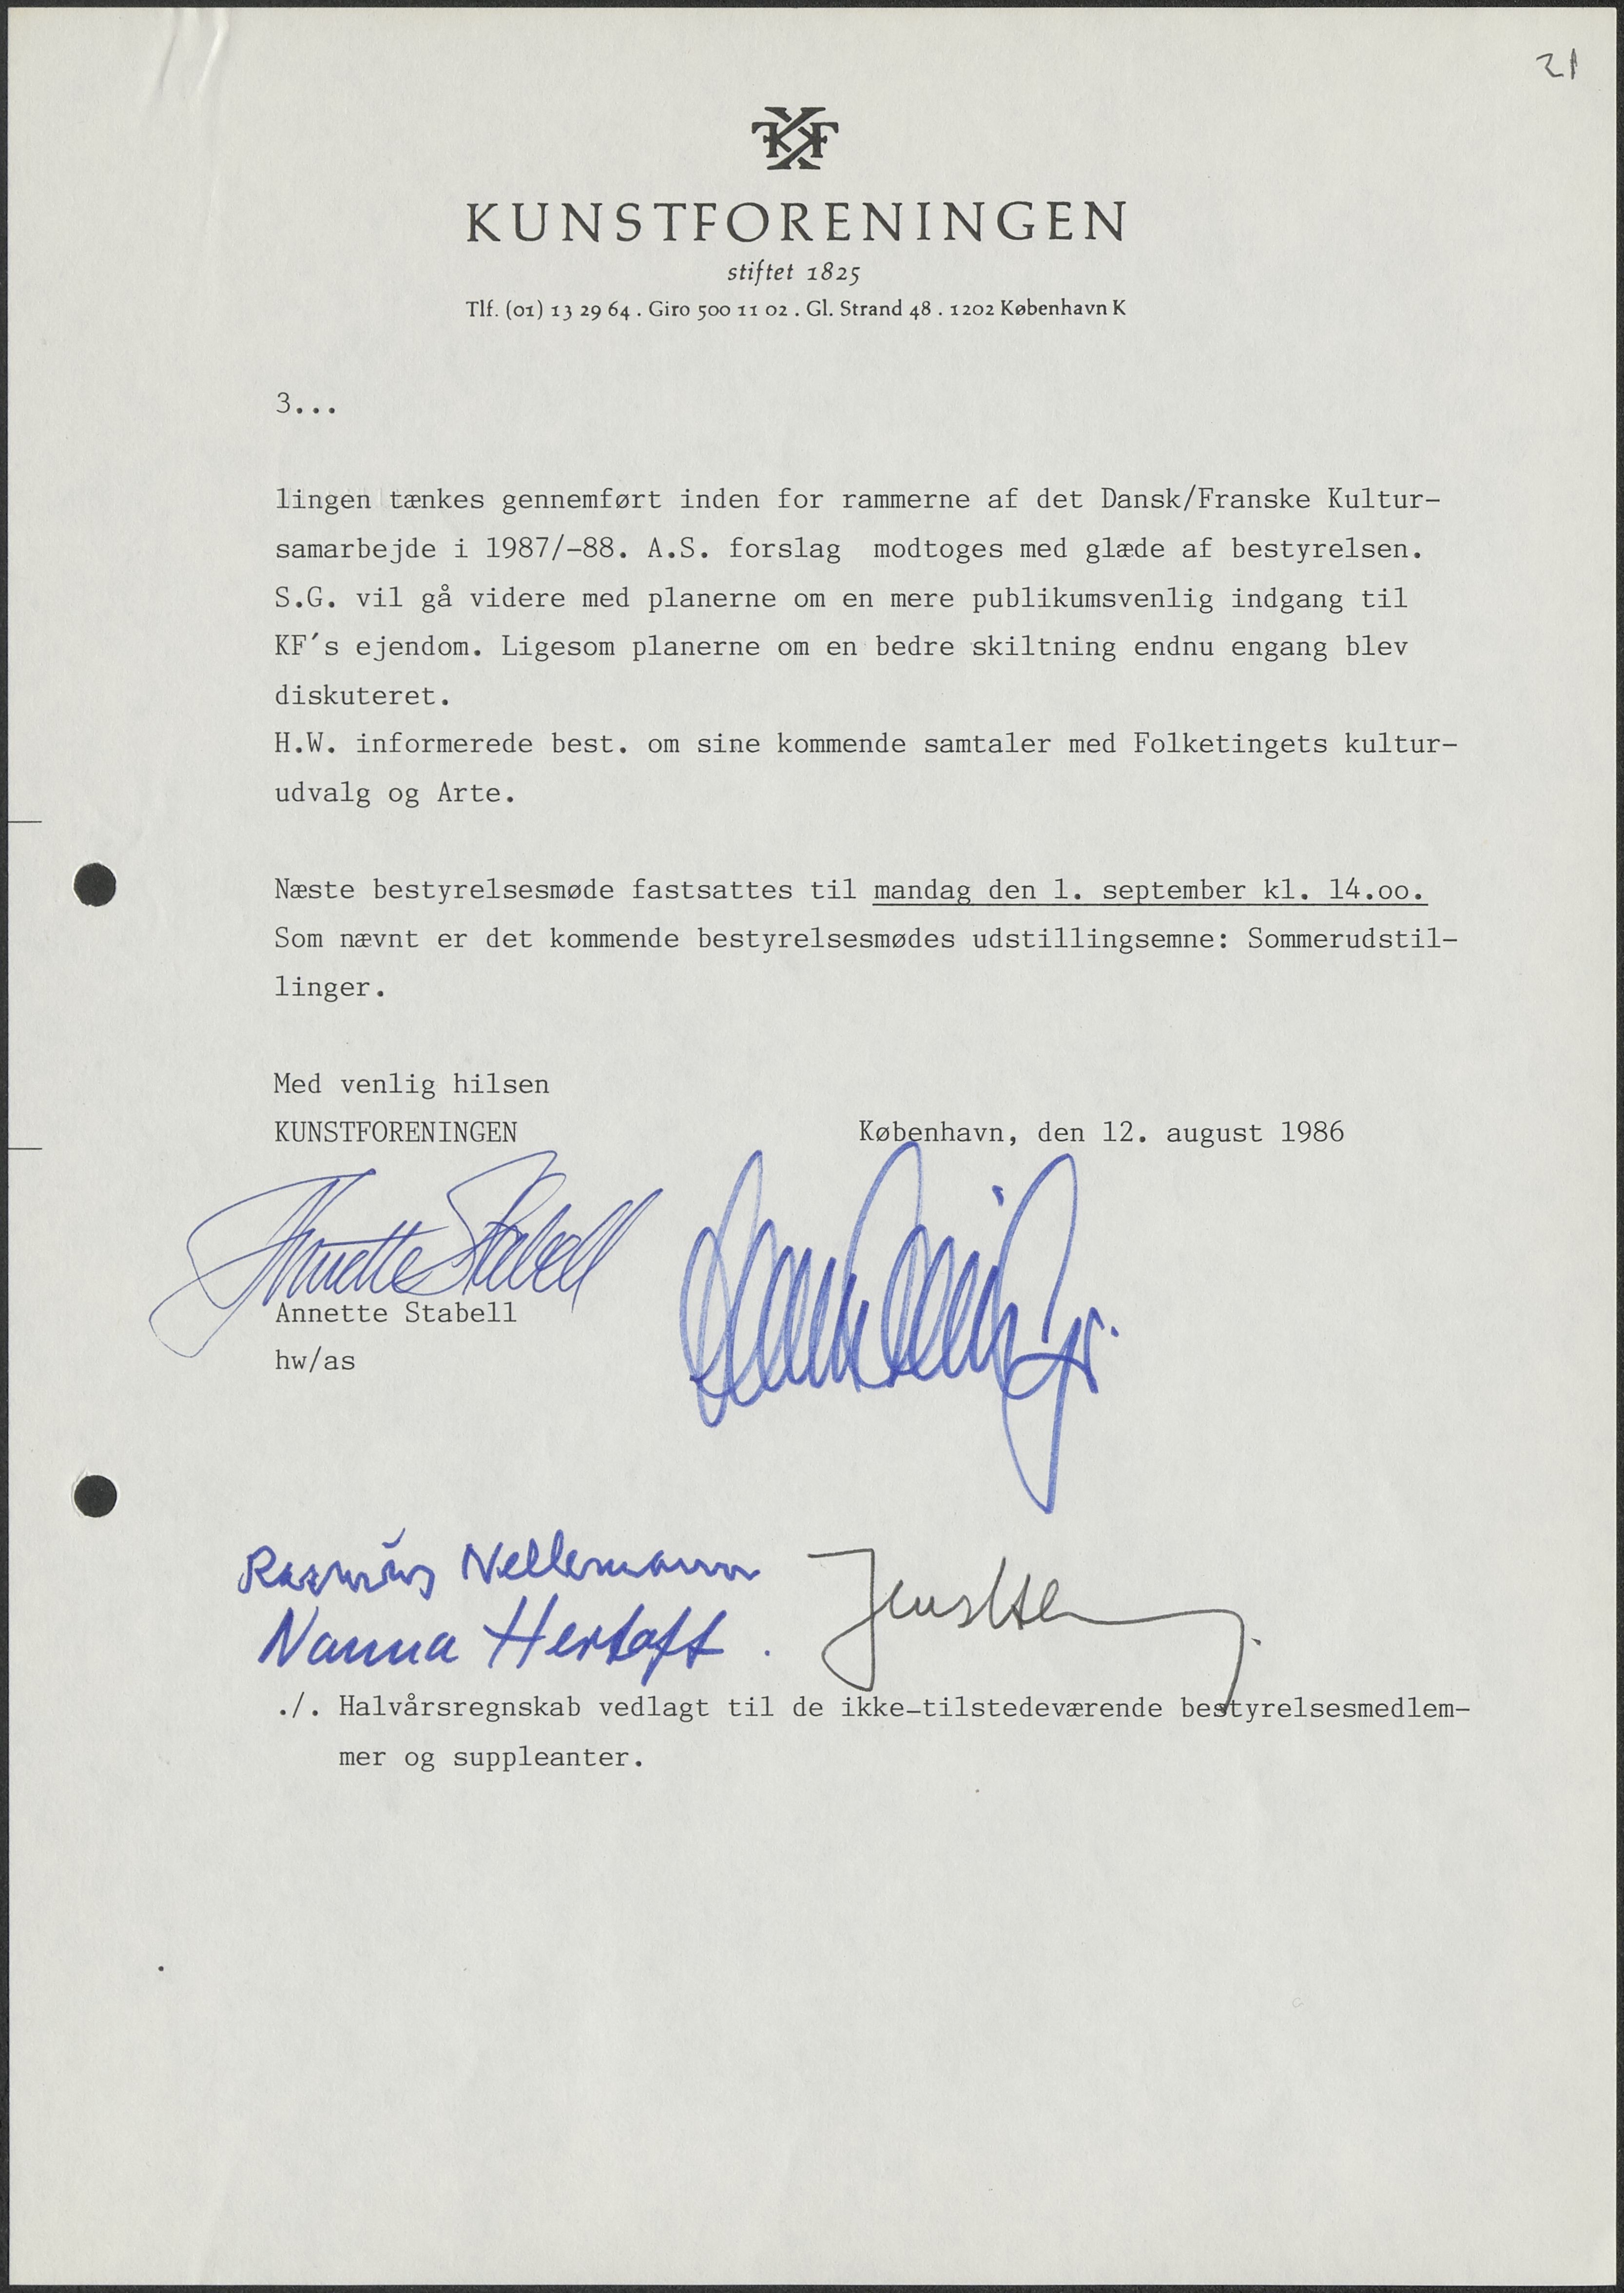 21
KF
KUNSTFORENINGEN
stiftet 1825
Tlf. (01) 13 29 64 . Giro 500 11 02 . Gl. Strand 48 . 1202 København K
3...
lingen tænkes gennemført inden for rammerne af det Dansk/Franske Kultur-
samarbejde i 1987/-88. A.S. forslag modtoges med glæde af bestyrelsen.
S.G. vil gå videre med planerne om en mere publikumsvenlig indgang til
KF's ejendom. Ligesom planerne om en bedre skiltning endnu engang blev
diskuteret.
H.W. informerede best. om sine kommende samtaler med Folketingets kultur-
udvalg og Arte.
Næste bestyrelsesmøde fastsattes til mandag den 1. september kl. 14.oo.
Som nævnt er det kommende bestyrelsesmødes udstillingsemne: Sommerudstil-
linger.
Med venlig hilsen
KUNSTFORENINGEN København, den 12. august 1986
Annette Stabell
Annette Stabell
hw/as
Rasmus Nellemann
Nanna Hertoft
./. Halvårsregnskab vedlagt til de ikke-tilstedeværende bestyrelsesmedlem-
mer og suppleanter.